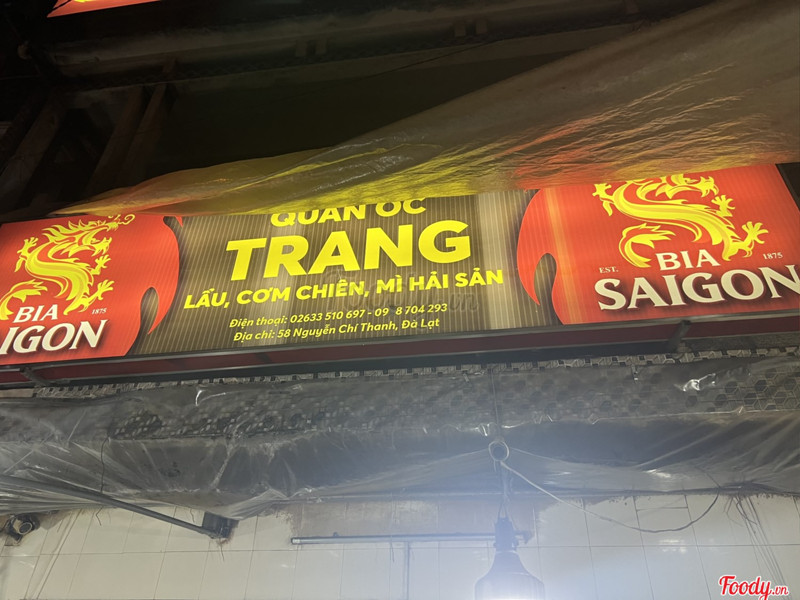 QUÁN ỐC
TRANG
LẨU, CƠM CHIÊN, MÌ HẢI SẢN
Điện thoại: 02633 510 697 - 09 8 704 293
Địa chỉ: 58 Nguyễn Chí Thanh, Đà Lạt
BIA
1875
IGON
EST.
BIA
1875
SAIGON
Foody.vn